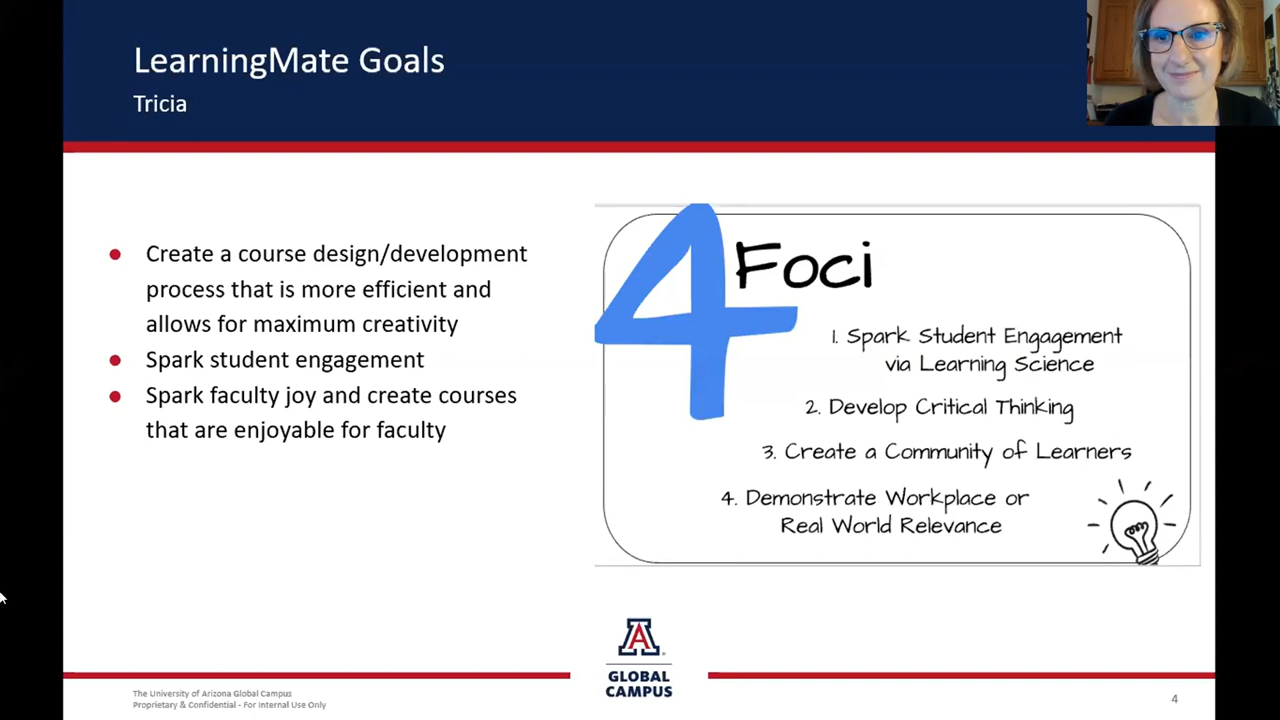 LearningMate Goals
Tricia
Create a course design/development
process that is more efficient and
allows for maximum creativity
Spark student engagement
Spark faculty joy and create courses
that are enjoyable for faculty
4 Foci
1. Spark Student Engagement
via Learning Science
2. Develop Critical Thinking
3. Create a Community of Learners
4. Demonstrate Workplace or
Real World Relevance
A
GLOBAL
CAMPUS
The University of Arizona Global Campus
Proprietary & Confidential - For Internal Use Only
4